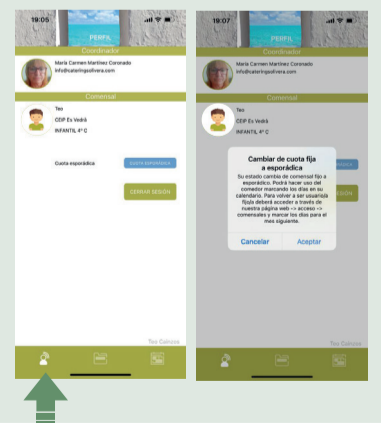 19:05
PERFIL
Coordinador
María Carmen Martínez Coronado
info@cateringsolivera.com
Comensal
Teo
CEIP Es Vedrà
INFANTIL 4º C
Cuota esporádica
CUOTA ESPORÁDICA
CERRAR SESIÓN
Teo Galnzos
19:07
PERFIL
Coordinador
María Carmen Martínez Coronado
info@cateringsolivera.com
Comensal
Teo
CEIP Es Vedrà
INFANTIL 4º C
Cambiar de cuota fija
a esporádica
Su estado cambia de comensal fijo a
esporádico. Podrá hacer uso del
comedor marcando los días en su
calendario. Para volver a ser usuario/a
fijo/a deberá acceder a través de
nuestra página web -> acceso ->
comensales y marcar los días para el
mes siguiente.
Cancelar
Aceptar